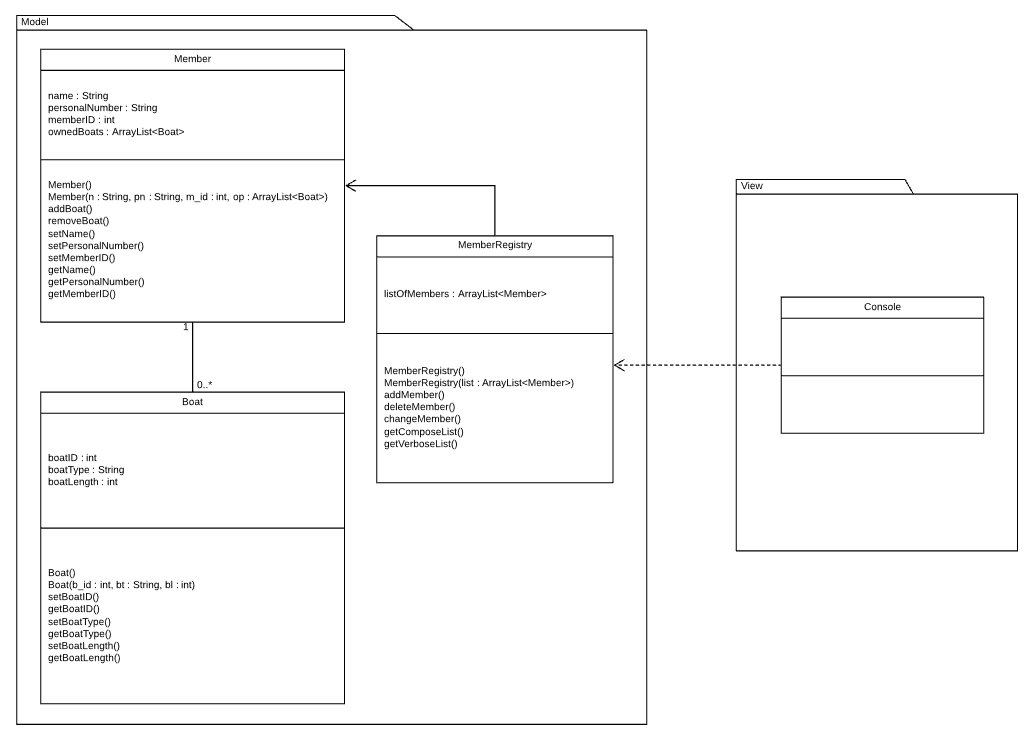 Model
Member
name : String
personalNumber : String
memberID : int
ownedBoats : ArrayList<Boat>
Member()
Member(n : String, pn : String, m_id : int, op : ArrayList<Boat>)
addBoat()
removeBoat()
setName()
setPersonalNumber()
setMemberID()
getName()
getPersonalNumber()
getMemberID()
1
0..*
Boat
boatID : int
boatType : String
boatLength : int
Boat()
Boat(b_id : int, bt : String, bl : int)
setBoatID()
getBoatID()
setBoatType()
getBoatType()
setBoatLength()
getBoatLength()
MemberRegistry
listOfMembers : ArrayList<Member>
MemberRegistry()
MemberRegistry(list : ArrayList<Member>)
addMember()
deleteMember()
changeMember()
getComposeList()
getVerboseList()
View
Console